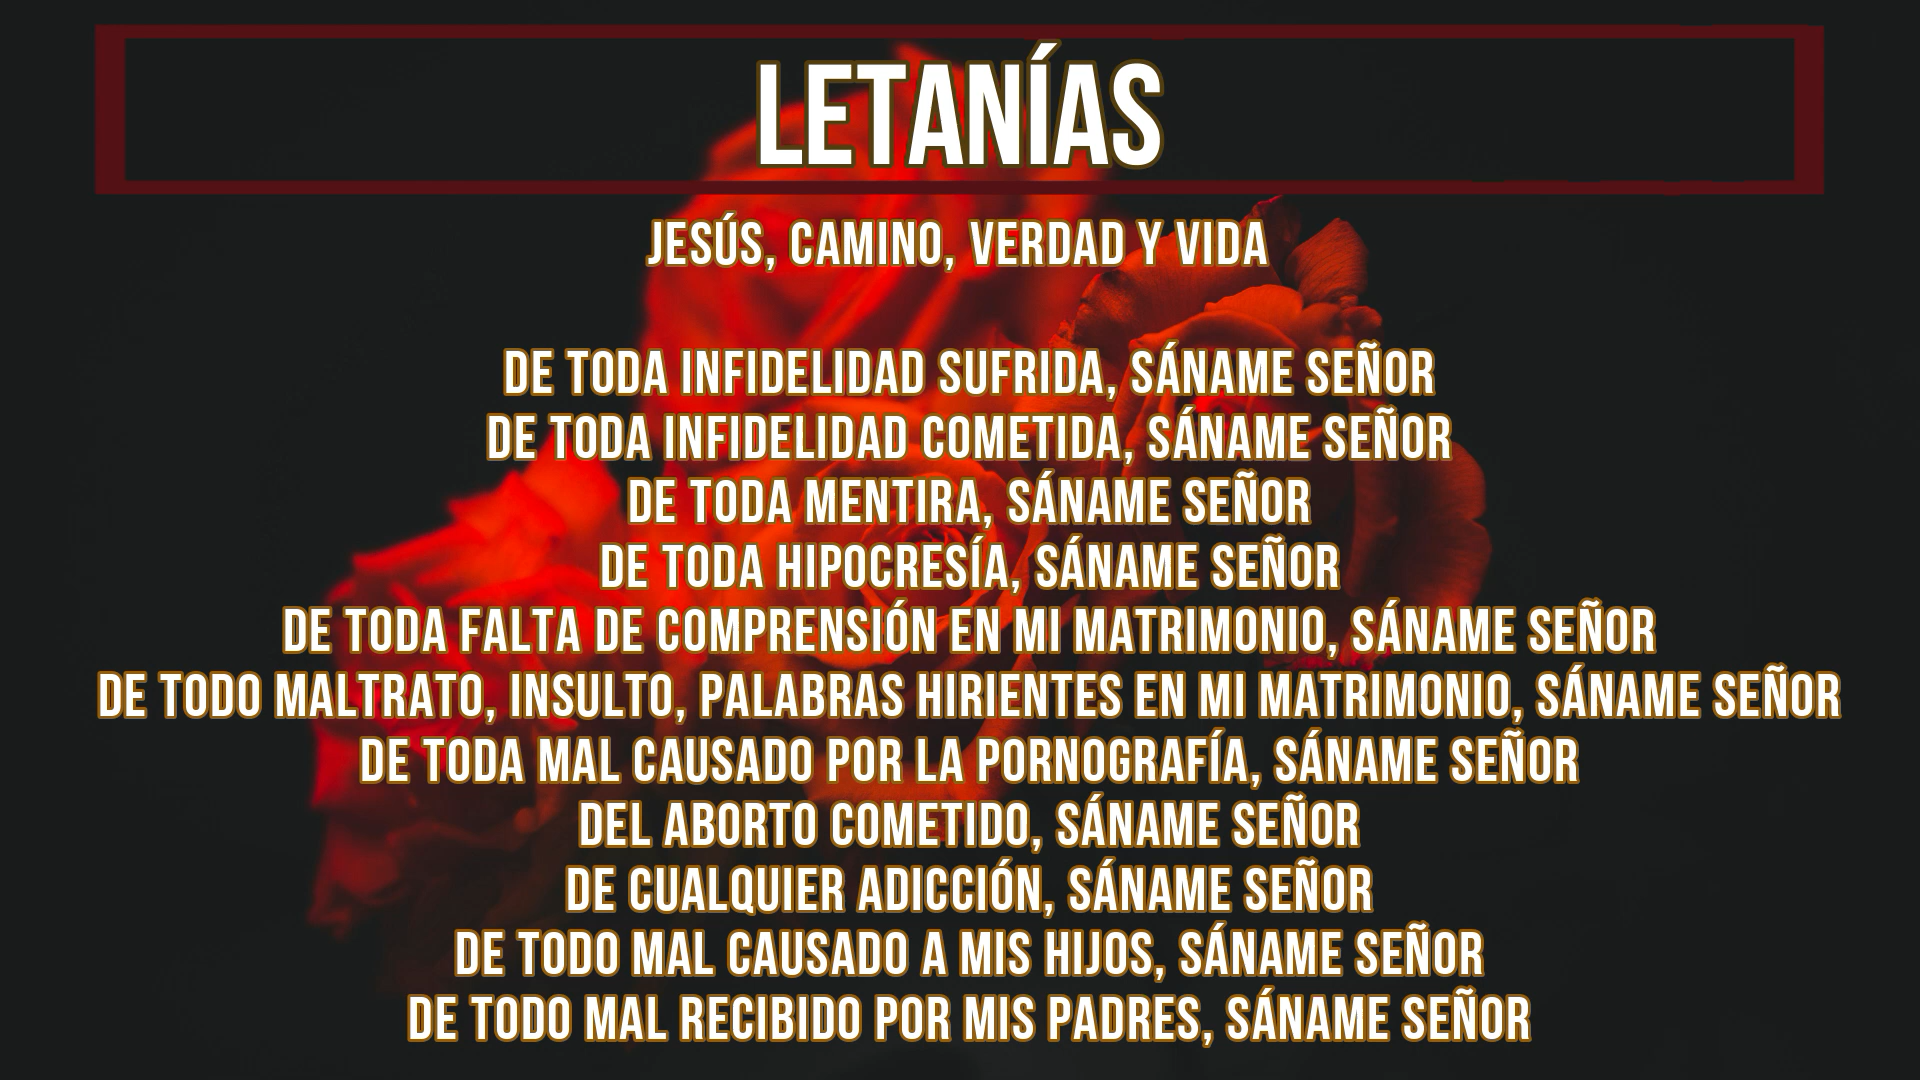 LETANÍAS
JESÚS, CAMINO, VERDAD Y VIDA
DE TODA INFIDELIDAD SUFRIDA, SÁNAME SEÑOR
DE TODA INFIDELIDAD COMETIDA, SÁNAME SEÑOR
DE TODA MENTIRA, SÁNAME SEÑOR
DE TODA HIPOCRESÍA, SÁNAME SEÑOR
DE TODA FALTA DE COMPRENSIÓN EN MI MATRIMONIO, SÁNAME SEÑOR
DE TODO MALTRATO, INSULTO, PALABRAS HIRIENTES EN MI MATRIMONIO, SÁNAME SEÑOR
DE TODA MAL CAUSADO POR LA PORNOGRAFÍA, SÁNAME SEÑOR
DEL ABORTO COMETIDO, SÁNAME SEÑOR
DE CUALQUIER ADICCIÓN, SÁNAME SEÑOR
DE TODO MAL CAUSADO A MIS HIJOS, SÁNAME SEÑOR
DE TODO MAL RECIBIDO POR MIS PADRES, SÁNAME SEÑOR